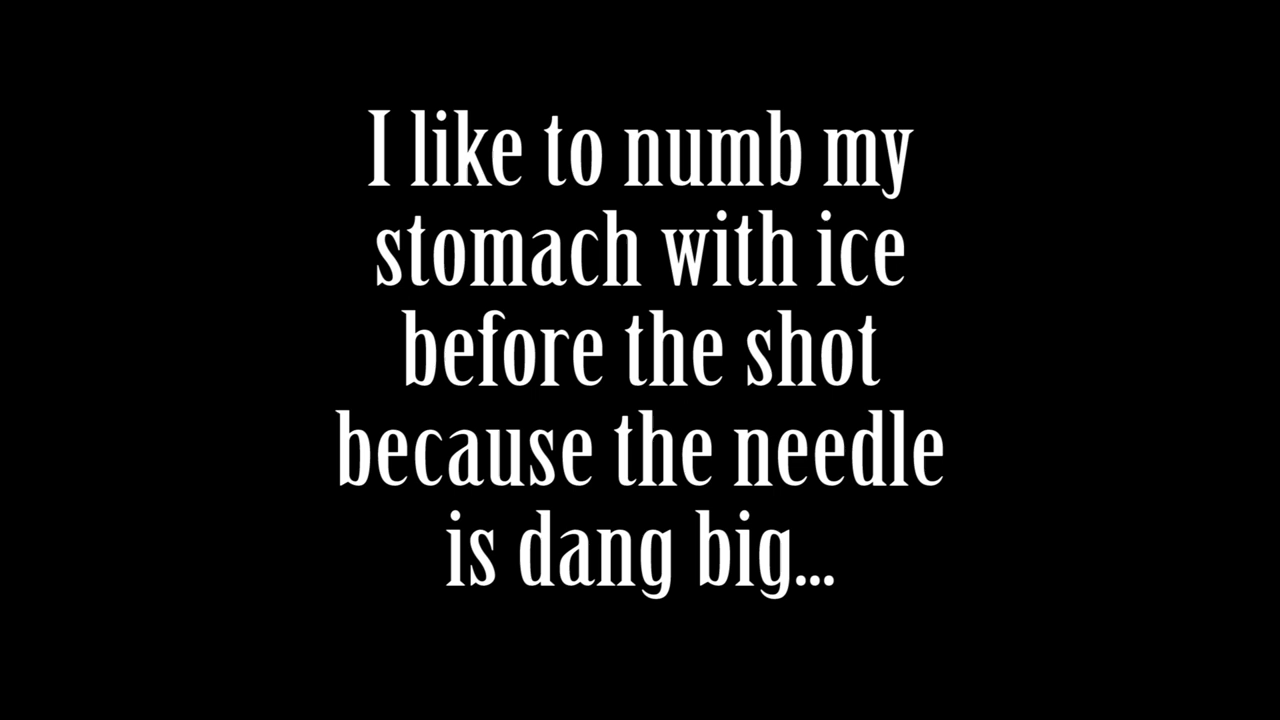 I like to numb my
stomach with ice
before the shot
because the needle
is dang big...